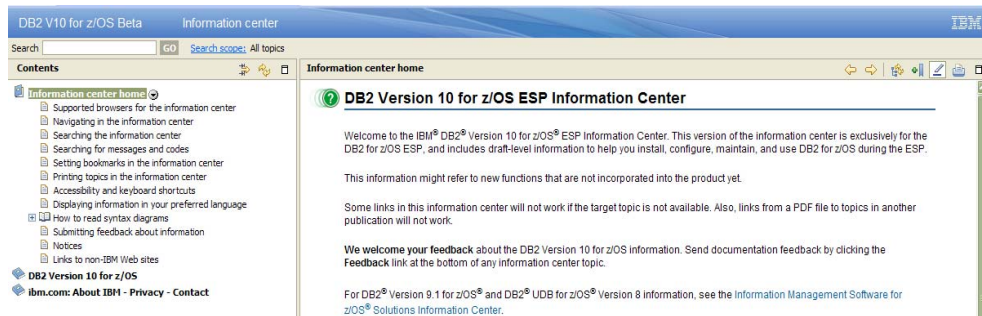 DB2 V10 for z/OS Beta Information center IBM
Search GO Search scope: All topics
Contents
Information center home
Supported browsers for the information center
Navigating in the information center
Searching the information center
Searching for messages and codes
Setting bookmarks in the information center
Printing topics in the information center
Accessibility and keyboard shortcuts
Displaying information in your preferred language
How to read syntax diagrams
Submitting feedback about information
Notices
Links to non-IBM Web sites
DB2 Version 10 for z/OS
ibm.com: About IBM - Privacy - Contact
Information center home
DB2 Version 10 for z/OS ESP Information Center
Welcome to the IBM® DB2® Version 10 for z/OS® ESP Information Center. This version of the information center is exclusively for the
DB2 for z/OS ESP, and includes draft-level information to help you install, configure, maintain, and use DB2 for z/OS during the ESP.
This information might refer to new functions that are not incorporated into the product yet.
Some links in this information center will not work if the target topic is not available. Also, links from a PDF file to topics in another
publication will not work.
We welcome your feedback about the DB2 Version 10 for z/OS information. Send documentation feedback by clicking the
Feedback link at the bottom of any information center topic.
For DB2® Version 9.1 for z/OS® and DB2® UDB for z/OS® Version 8 information, see the Information Management Software for
z/OS® Solutions Information Center.